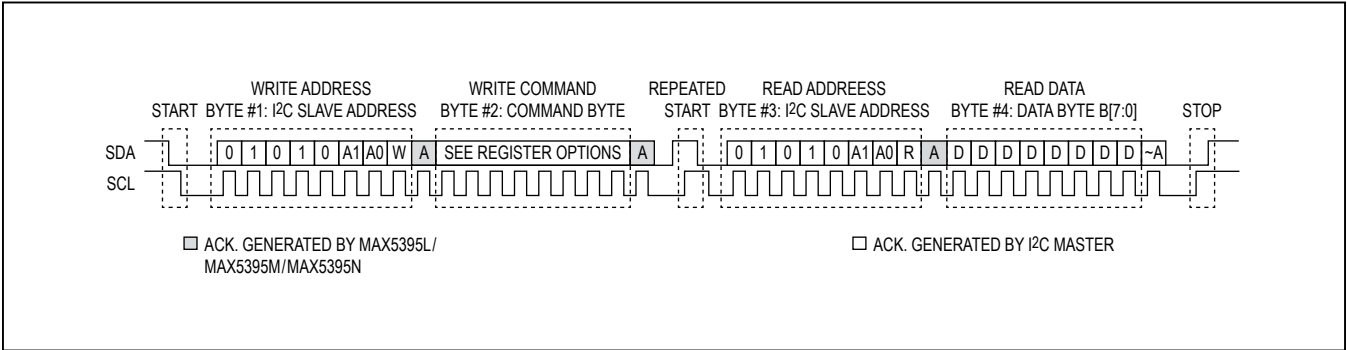 WRITE ADDRESS
BYTE #1: I2C SLAVE ADDRESS
WRITE COMMAND
BYTE #2: COMMAND BYTE
REPEATED
START
READ ADDREESS
BYTE #3: I2C SLAVE ADDRESS
READ DATA
BYTE #4: DATA BYTE B[7:0]
START
STOP
SDA
0 1 0 1 0 A1 A0 W A SEE REGISTER OPTIONS A 0 1 0 1 0 A1 A0 R A D D D D D D D D ~A
SCL
ACK. GENERATED BY MAX5395L/
MAX5395M/MAX5395N
ACK. GENERATED BY I2C MASTER